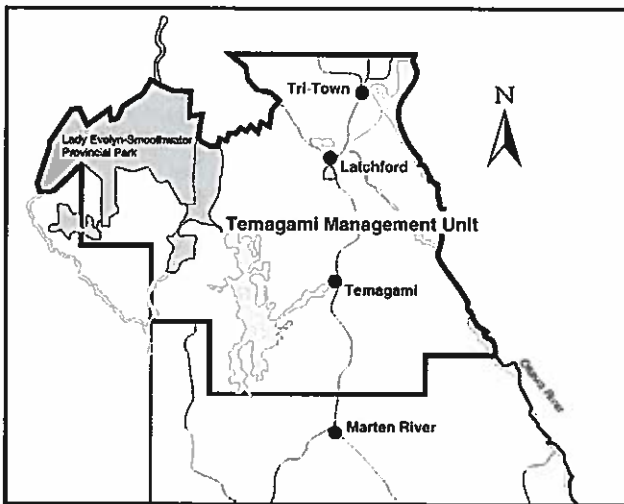 Tri-Town
N
Lady Evelyn-Smoothwater
Provincial Park
Latchford
Temagami Management Unit
Temagami
Ottawa River
Marten River